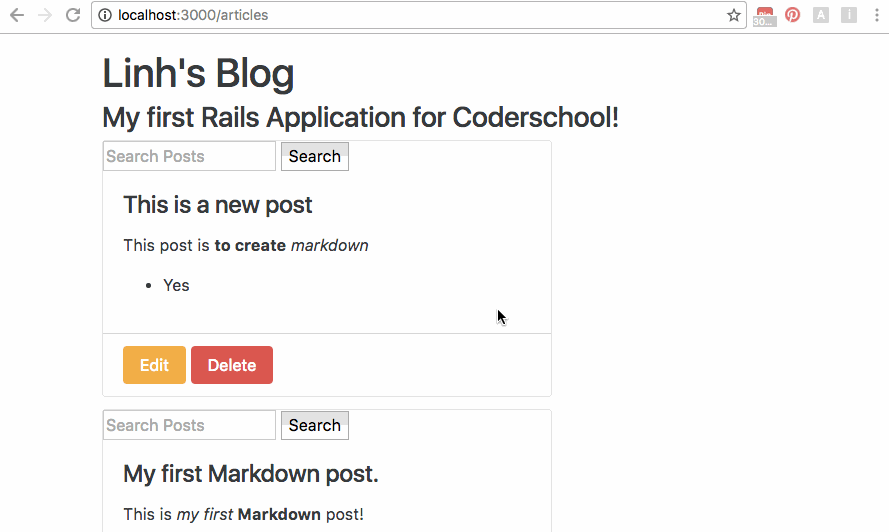 localhost:3000/articles
Linh's Blog
My first Rails Application for Coderschool!
Search Posts Search
This is a new post
This post is to create markdown
• Yes
Edit Delete
Search Posts Search
My first Markdown post.
This is my first Markdown post!